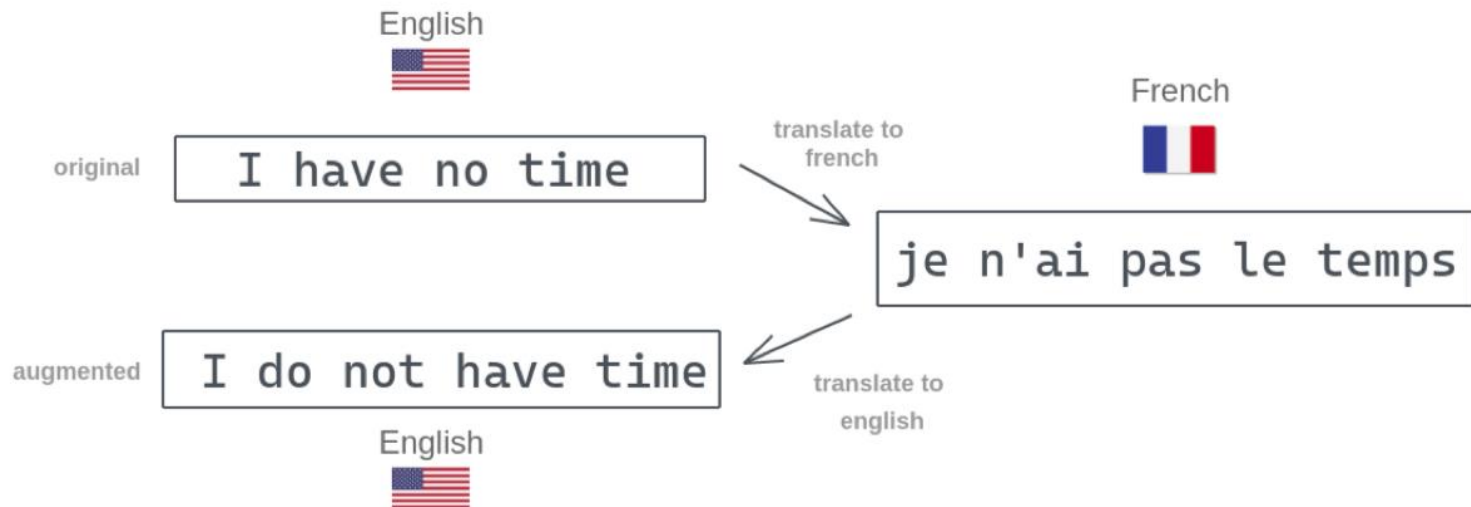 English
original
I have no time
translate to
french
French
je n'ai pas le temps
translate to
english
augmented
I do not have time
English